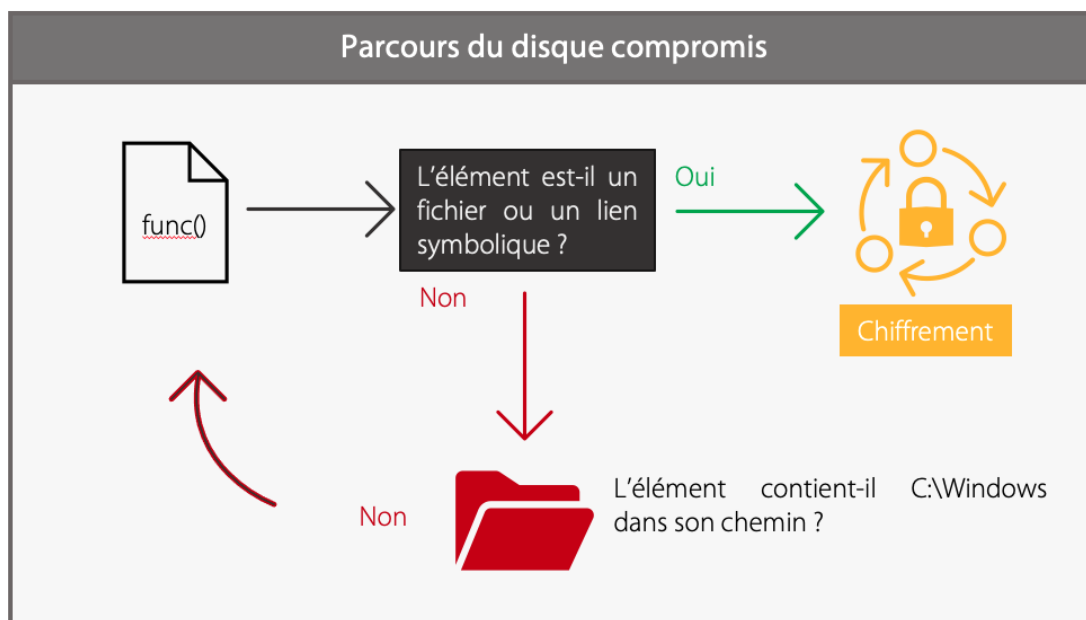 Parcours du disque compromis
func()
L'élément est-il un
fichier ou un lien
symbolique ?
Oui
Chiffrement
Non
L'élément contient-il C:\Windows
dans son chemin ?
Non